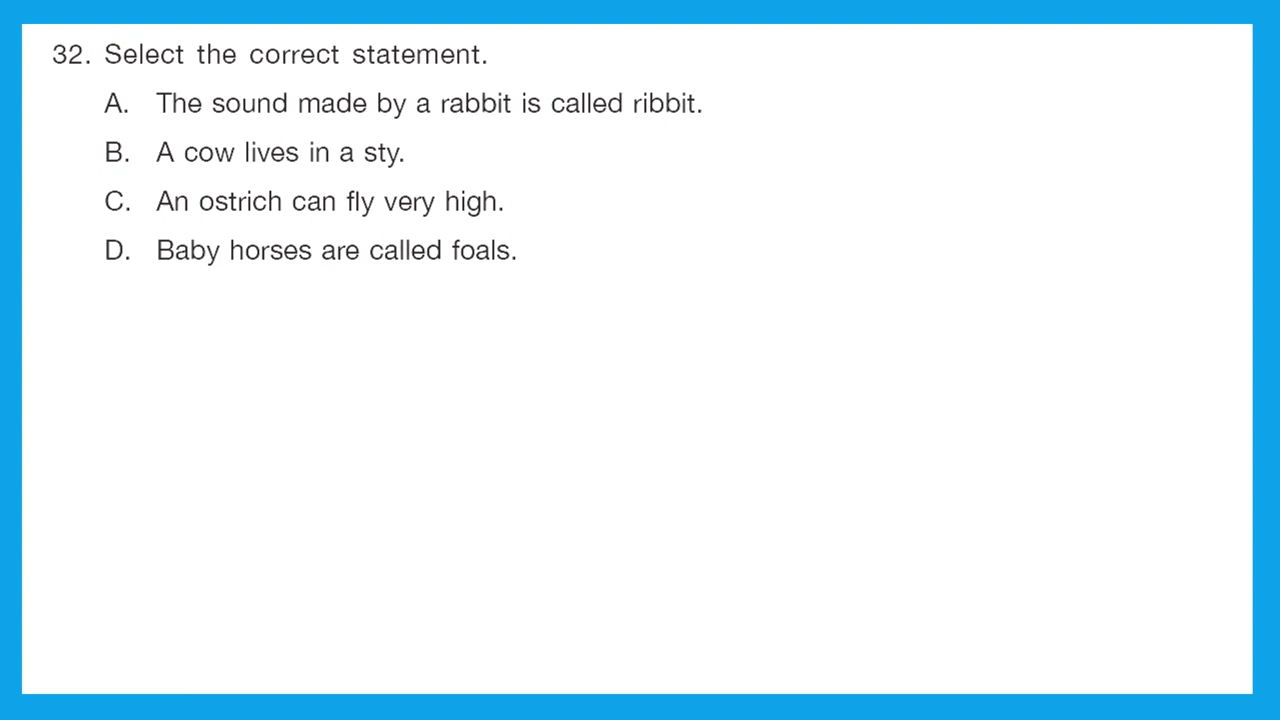 32. Select the correct statement.
A. The sound made by a rabbit is called ribbit.
B. A cow lives in a sty.
C. An ostrich can fly very high.
D. Baby horses are called foals.